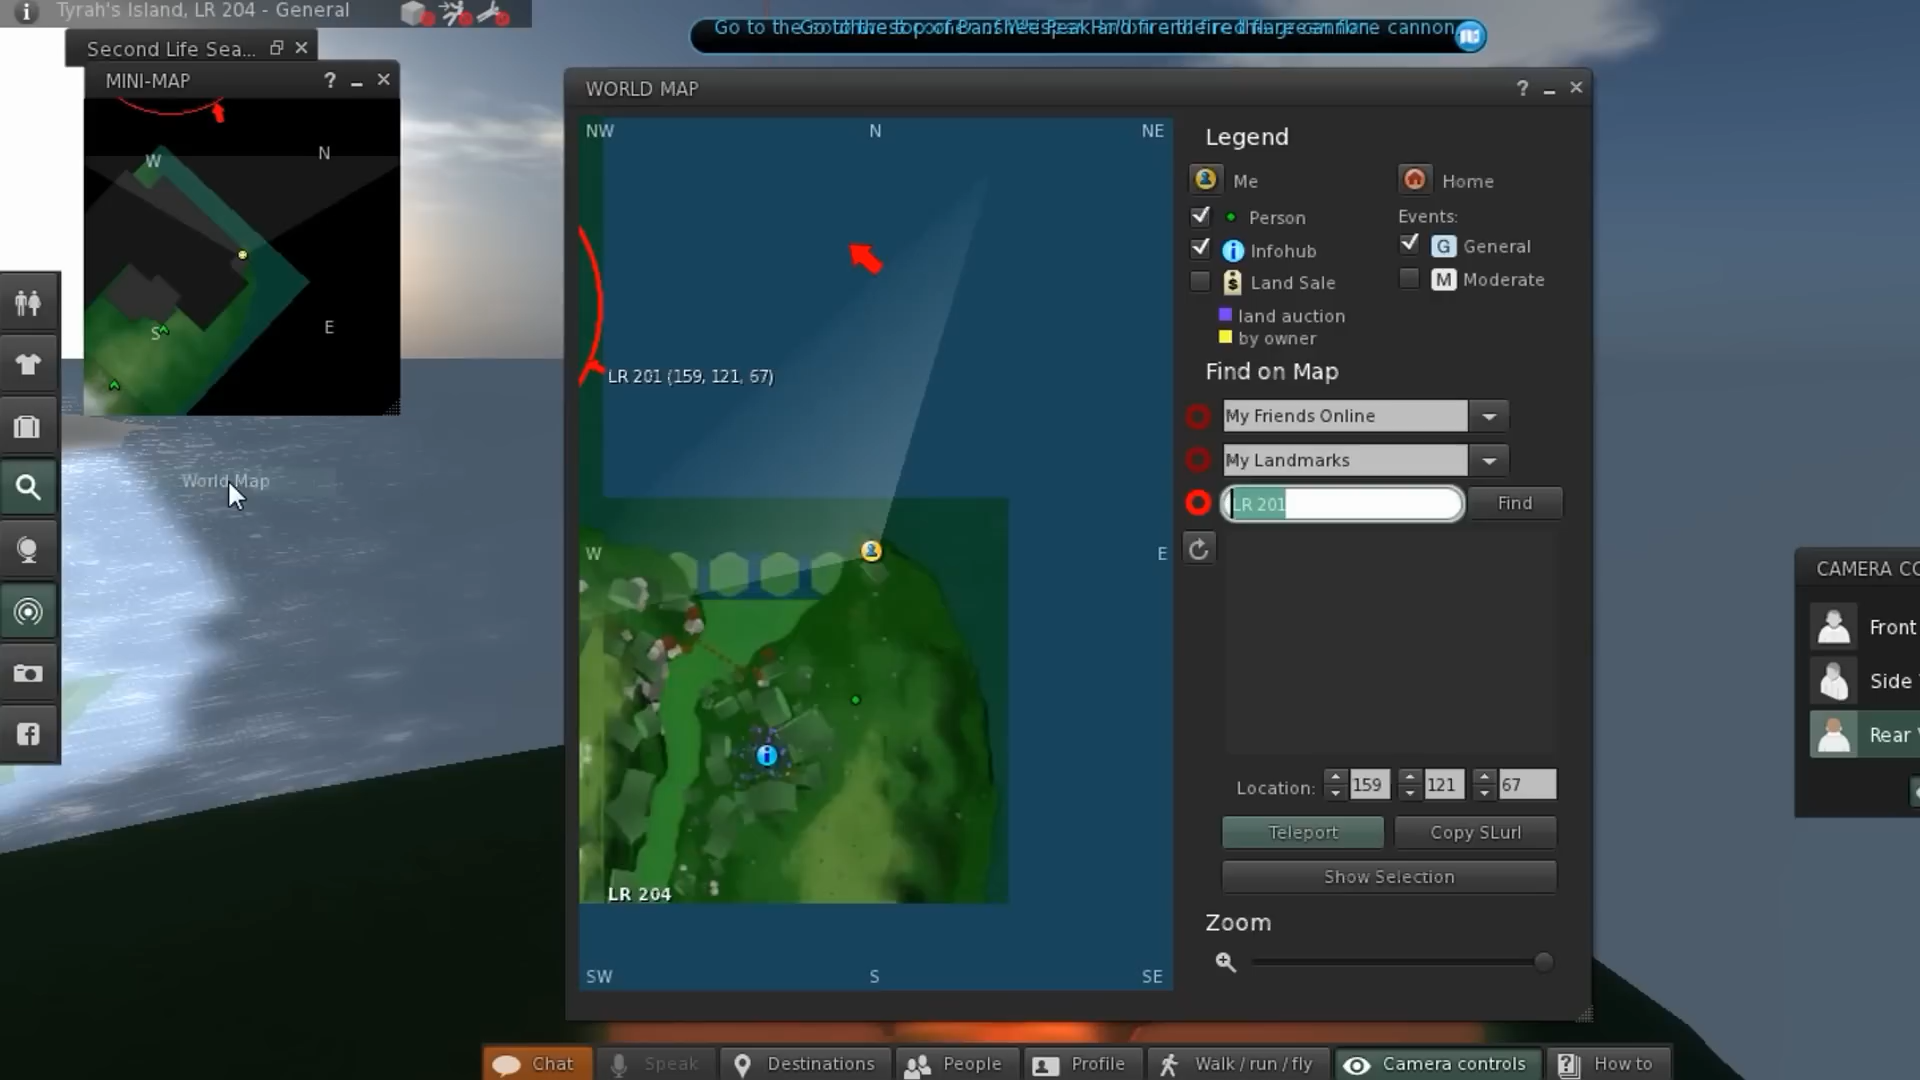 Tyrah's Island, LR 204 - General
Second Life Sea...
MINI-MAP
?
N
W
S
E
World Map
WORLD MAP
?
NW
N
NE
LR 201 (159, 121, 67)
W
E
LR 204
SW
S
SE
Legend
Me
Home
Person
Events:
Infohub
G General
Land Sale
M Moderate
land auction
by owner
Find on Map
My Friends Online
My Landmarks
LR 201
Find
Location: 159 121 67
Teleport
Copy SLurl
Show Selection
Zoom
CAMERA CO
Front
Side
Rear V
Chat
Speak
Destinations
People
Profile
Walk / run / fly
Camera controls
How to